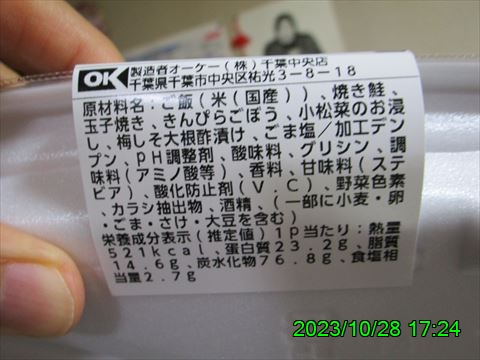 OK 製造者オーケー(株)千葉中央店
千葉県千葉市中央区祐光3-8-18
原材料名:ご飯(米(国産))、焼き鮭、
玉子焼き、きんぴらごぼう、小松菜のお浸
し、梅しそ大根酢漬け、ごま塩/加工デン
プン、pH調整剤、酸味料、グリシン、調
味料(アミノ酸等)、香料、甘味料(ステ
ビア)、酸化防止剤(V.C)、野菜色素
、カラシ抽出物、酒精、(一部に小麦・卵
・ごま・さけ・大豆を含む)
栄養成分表示(推定値)1p当たり:熱量
521kcal、蛋白質23.2g、脂質
14.6g、炭水化物76.8g、食塩相
当量2.7g
2023/10/28 17:24